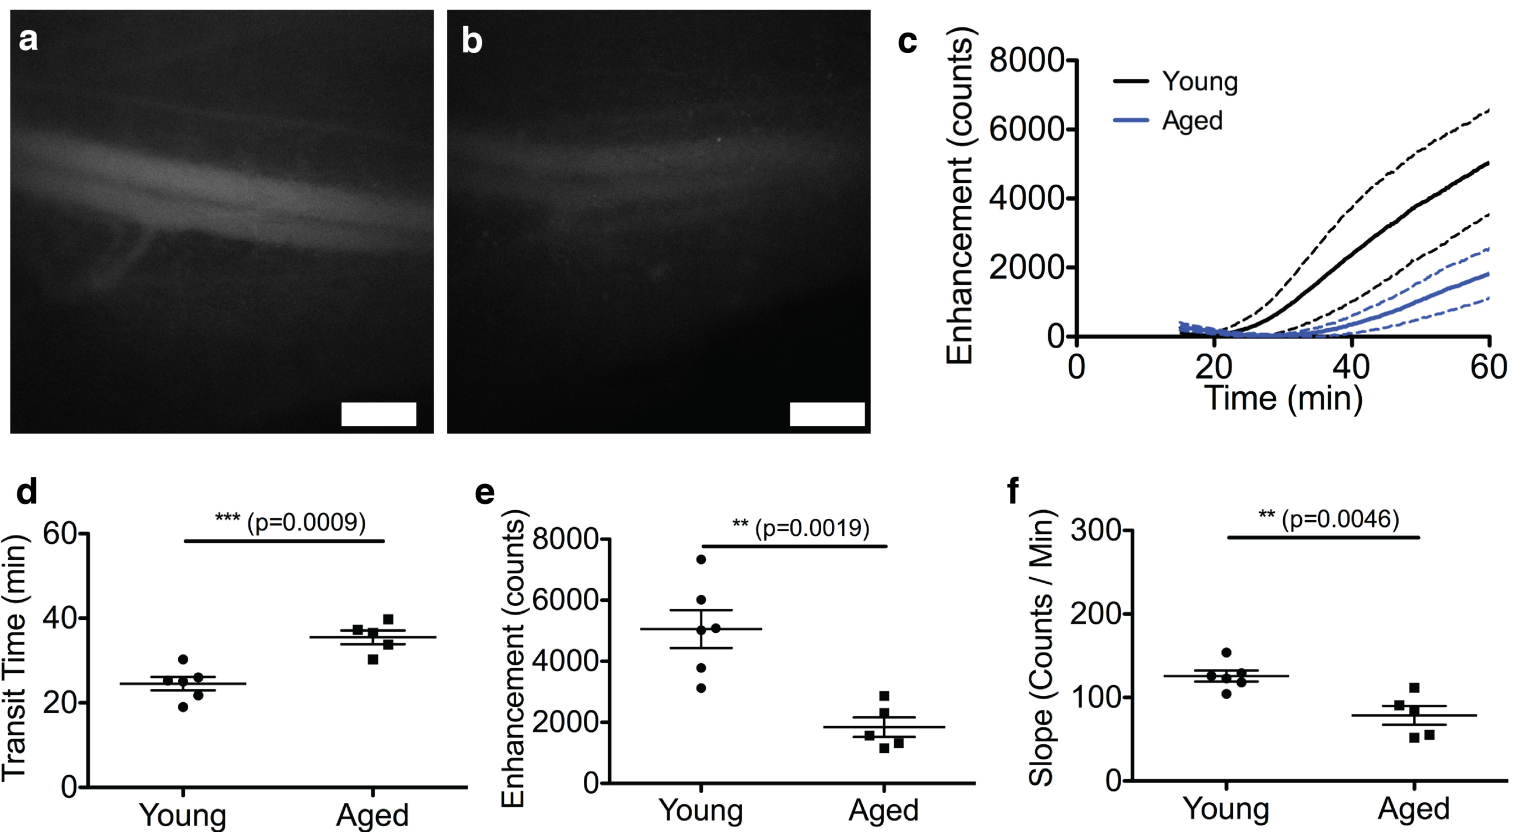 a
b
c
Enhancement (counts)
8000
6000
4000
2000
0
Young
Aged
0 20 40 60
Time (min)
d
Transit Time (min)
60
40
20
0
*** (p=0.0009)
Young Aged
e
Enhancement (counts)
8000
6000
4000
2000
0
** (p=0.0019)
Young Aged
f
Slope (Counts / Min)
300
200
100
0
** (p=0.0046)
Young Aged